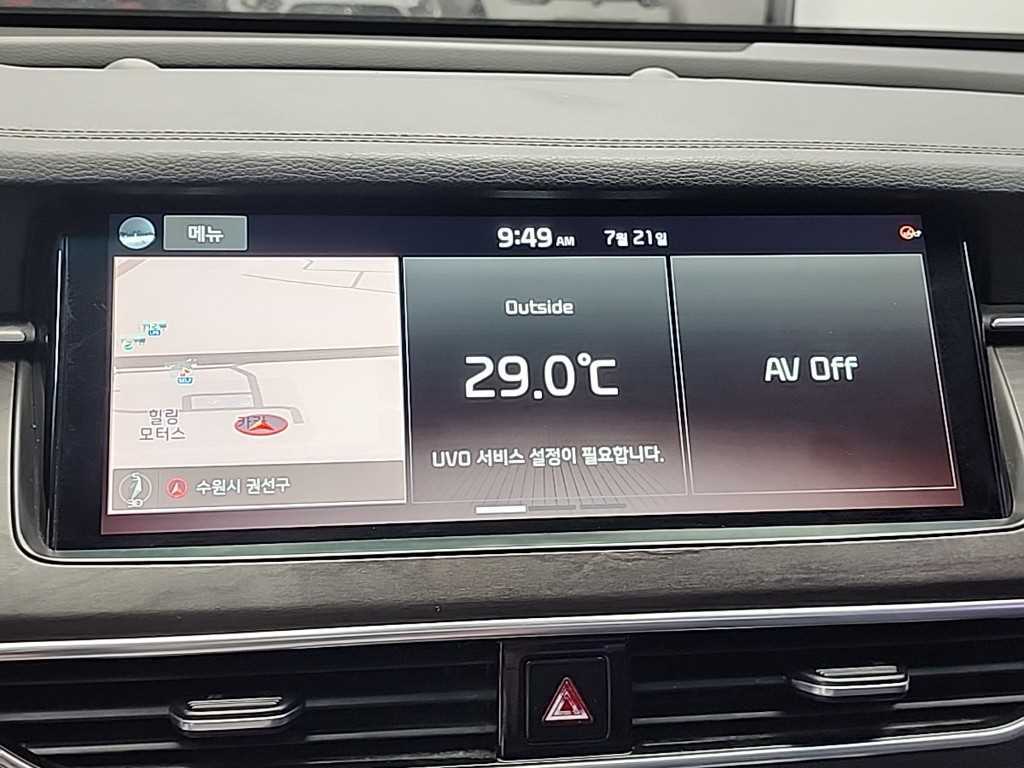 메뉴
9:49 AM 7월 21일
Outside
29.0℃
UVO 서비스 설정이 필요합니다.
AV Off
힐링
모터스
3D
수원시 권선구